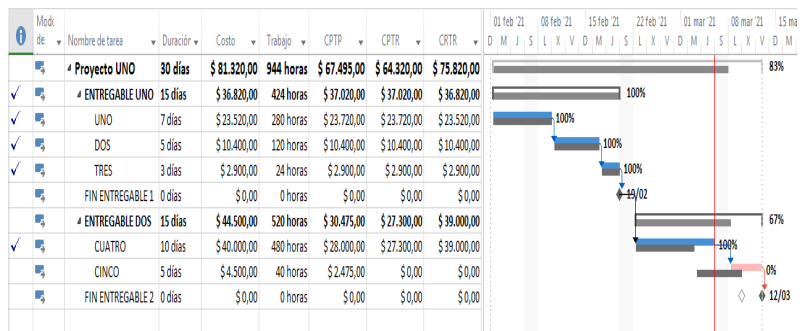 01 feb '21 08 feb '21 15 feb '21 22 feb '21 01 mar '21 08 mar '21 15 ma
Modo de Nombre de tarea Duración Costo Trabajo CPTP CPTR CRTR D M J S L X V D M J S L X V D M J S L X V D M
Proyecto UNO 30 días $ 81.320,00 944 horas $ 67.495,00 $ 64.320,00 $ 75.820,00 83%
ENTREGABLE UNO 15 días $ 36.820,00 424 horas $ 37.020,00 $ 37.020,00 $ 36.820,00 100%
UNO 7 días $ 23.520,00 280 horas $ 23.720,00 $ 23.720,00 $ 23.520,00 100%
DOS 5 días $ 10.400,00 120 horas $ 10.400,00 $ 10.400,00 $ 10.400,00 100%
TRES 3 días $ 2.900,00 24 horas $ 2.900,00 $ 2.900,00 $ 2.900,00 100%
FIN ENTREGABLE 1 0 días $ 0,00 0 horas $ 0,00 $ 0,00 $ 0,00 19/02
ENTREGABLE DOS 15 días $ 44.500,00 520 horas $ 30.475,00 $ 27.300,00 $ 39.000,00 67%
CUATRO 10 días $ 40.000,00 480 horas $ 28.000,00 $ 27.300,00 $ 39.000,00 100%
CINCO 5 días $ 4.500,00 40 horas $ 2.475,00 $ 0,00 $ 0,00 0%
FIN ENTREGABLE 2 0 días $ 0,00 0 horas $ 0,00 $ 0,00 $ 0,00 12/03